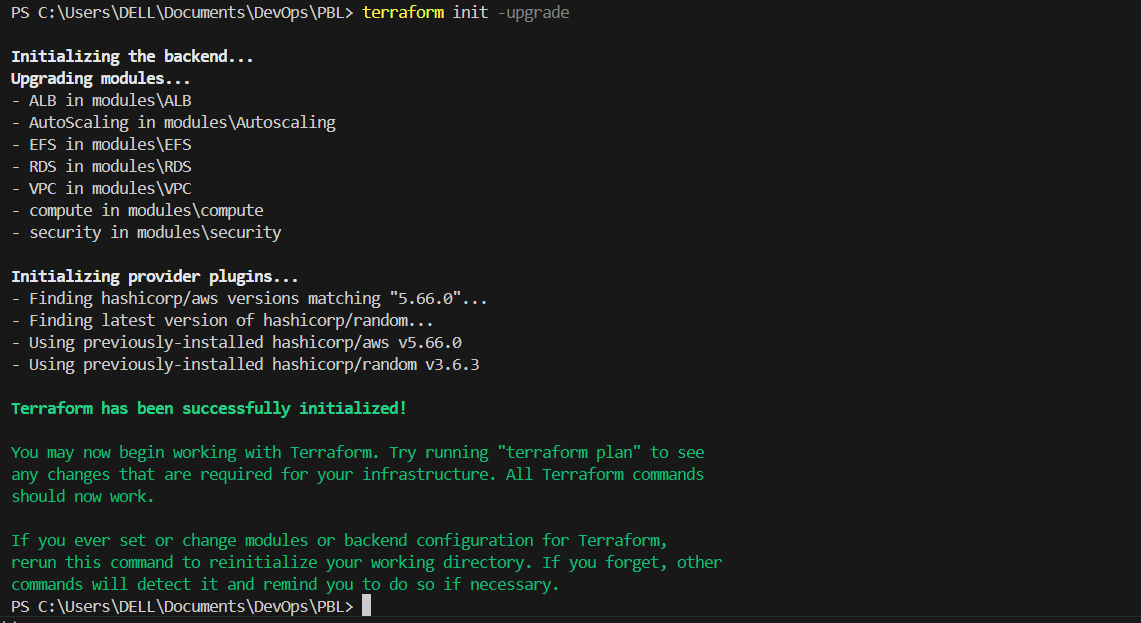 PS C:\Users\DELL\Documents\DevOps\PBL> terraform init -upgrade
Initializing the backend...
Upgrading modules...
- ALB in modules\ALB
- AutoScaling in modules\Autoscaling
- EFS in modules\EFS
- RDS in modules\RDS
- VPC in modules\VPC
- compute in modules\compute
- security in modules\security
Initializing provider plugins...
- Finding hashicorp/aws versions matching "5.66.0"...
- Finding latest version of hashicorp/random...
- Using previously-installed hashicorp/aws v5.66.0
- Using previously-installed hashicorp/random v3.6.3
Terraform has been successfully initialized!
You may now begin working with Terraform. Try running "terraform plan" to see
any changes that are required for your infrastructure. All Terraform commands
should now work.
If you ever set or change modules or backend configuration for Terraform,
rerun this command to reinitialize your working directory. If you forget, other
commands will detect it and remind you to do so if necessary.
PS C:\Users\DELL\Documents\DevOps\PBL>